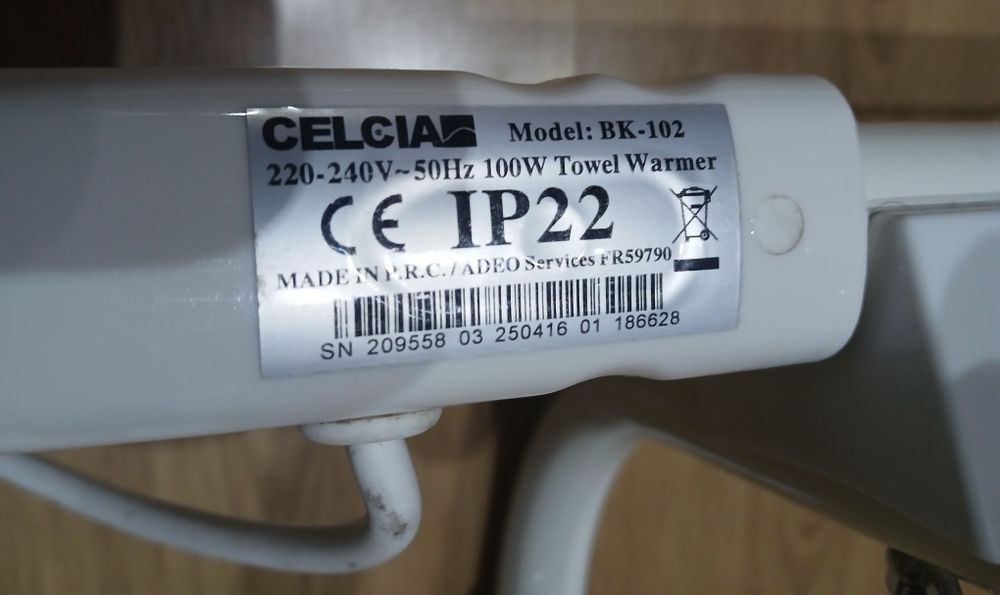 CELCIA Model: BK-102
220-240V~50Hz 100W Towel Warmer
CE IP22
MADE IN P.R.C. / ADEO Services FR59790
SN 209558 03 250416 01 186628